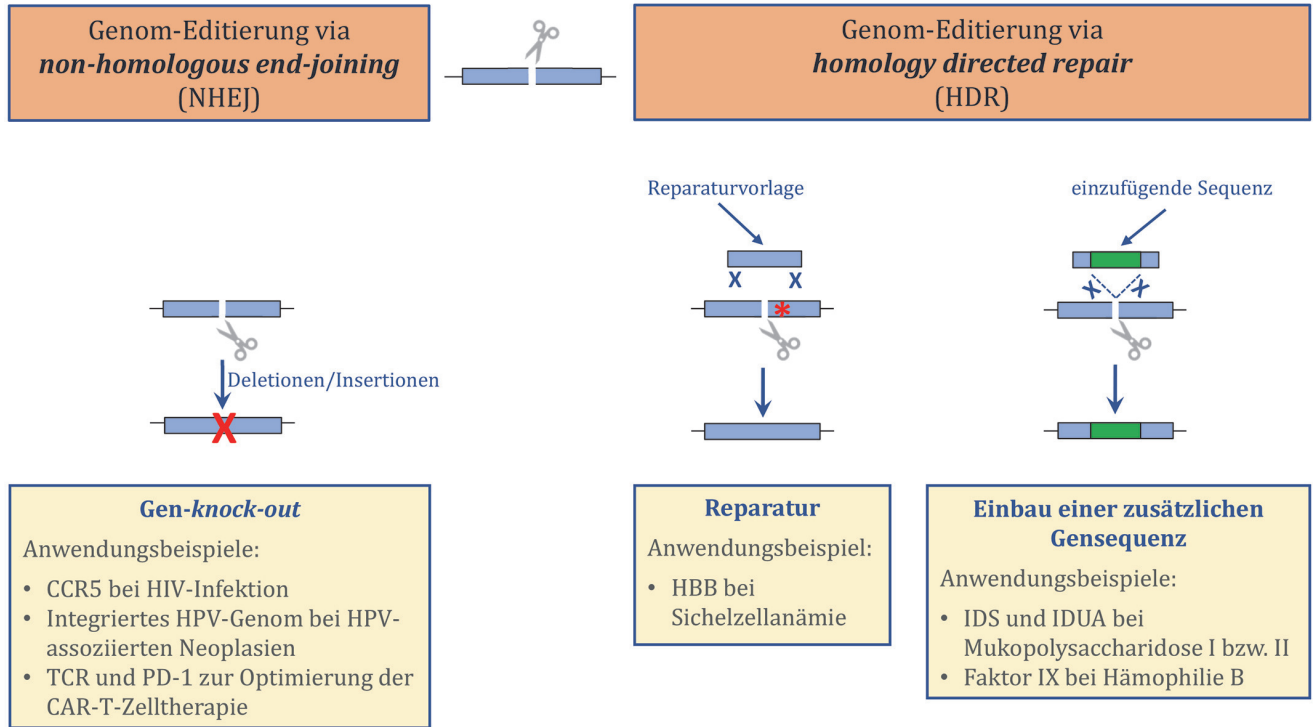 Genom-Editierung via
non-homologous end-joining
(NHEJ)
Genom-Editierung via
homology directed repair
(HDR)
Deletionen/Insertionen
X
Gen-knock-out
Anwendungsbeispiele:
• CCR5 bei HIV-Infektion
• Integriertes HPV-Genom bei HPV-
assoziierten Neoplasien
• TCR und PD-1 zur Optimierung der
CAR-T-Zelltherapie
Reparaturvorlage
X X
*
Reparatur
Anwendungsbeispiel:
• HBB bei
Sichelzellanämie
einzufügende Sequenz
X X
Einbau einer zusätzlichen
Gensequenz
Anwendungsbeispiele:
• IDS und IDUA bei
Mukopolysaccharidose I bzw. II
• Faktor IX bei Hämophilie B